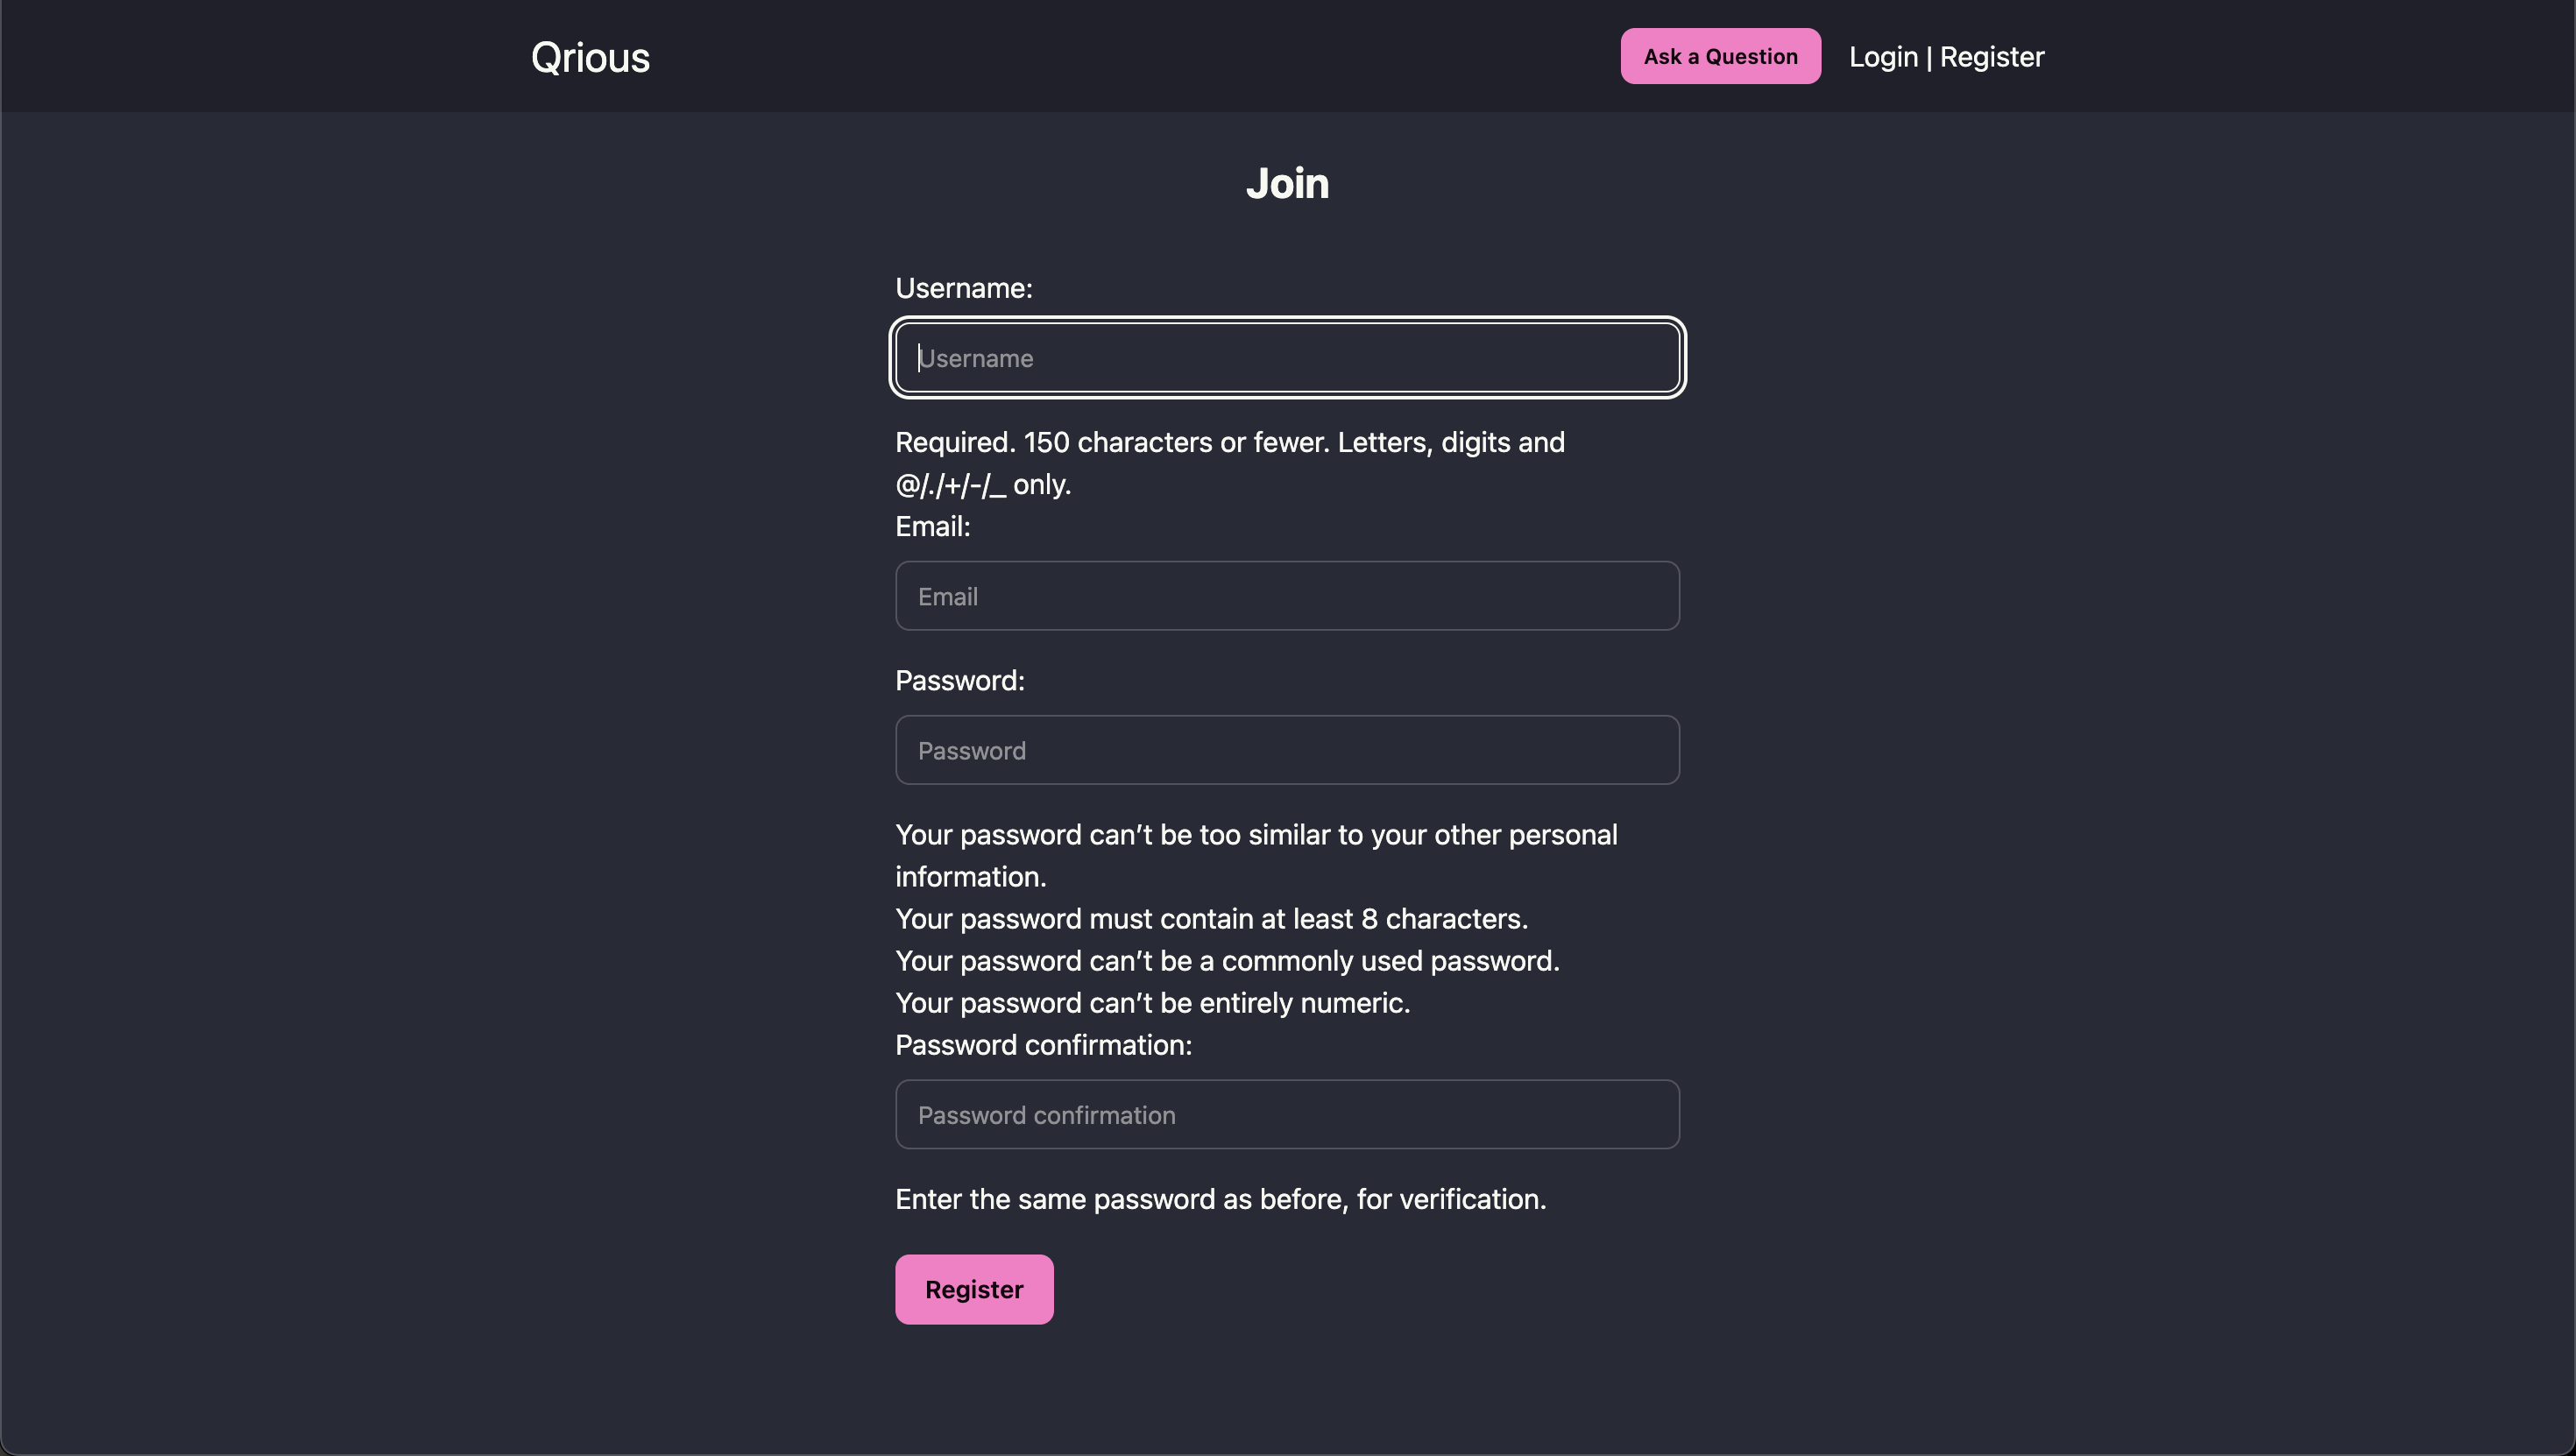 Qrious
Ask a Question
Login | Register
Join
Username:
Username
Required. 150 characters or fewer. Letters, digits and
@/./+/-/_ only.
Email:
Email
Password:
Password
Your password can’t be too similar to your other personal
information.
Your password must contain at least 8 characters.
Your password can’t be a commonly used password.
Your password can’t be entirely numeric.
Password confirmation:
Password confirmation
Enter the same password as before, for verification.
Register